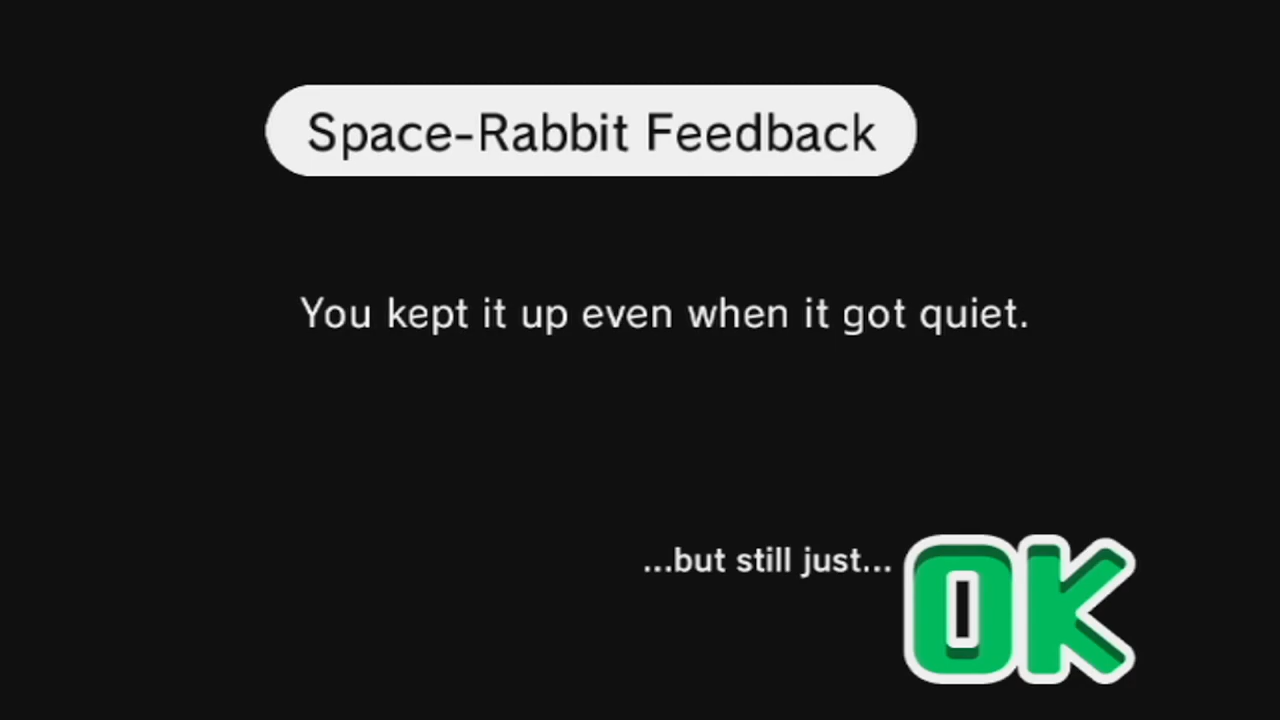 Space-Rabbit Feedback
You kept it up even when it got quiet.
...but still just... OK